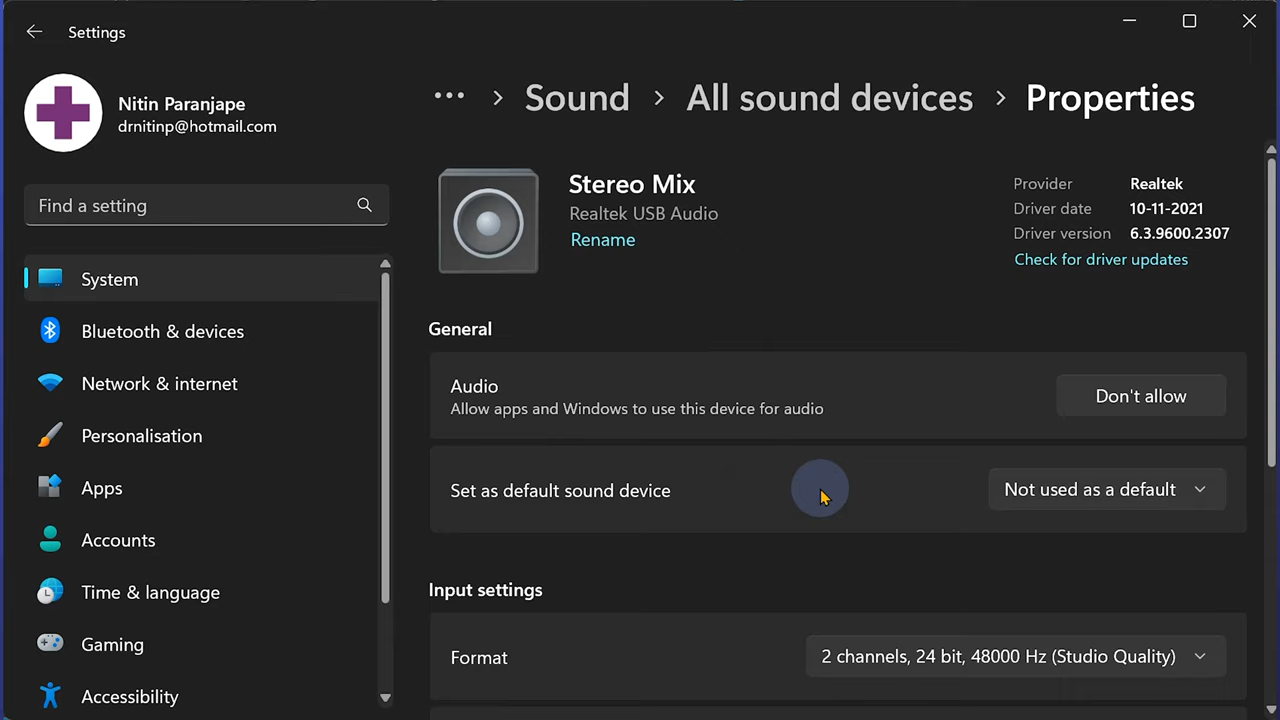 Settings
Nitin Paranjape
drnitinp@hotmail.com
Find a setting
System
Bluetooth & devices
Network & internet
Personalisation
Apps
Accounts
Time & language
Gaming
Accessibility
... > Sound > All sound devices > Properties
Stereo Mix
Realtek USB Audio
Rename
Provider Realtek
Driver date 10-11-2021
Driver version 6.3.9600.2307
Check for driver updates
General
Audio
Allow apps and Windows to use this device for audio
Don't allow
Set as default sound device
Not used as a default
Input settings
Format
2 channels, 24 bit, 48000 Hz (Studio Quality)